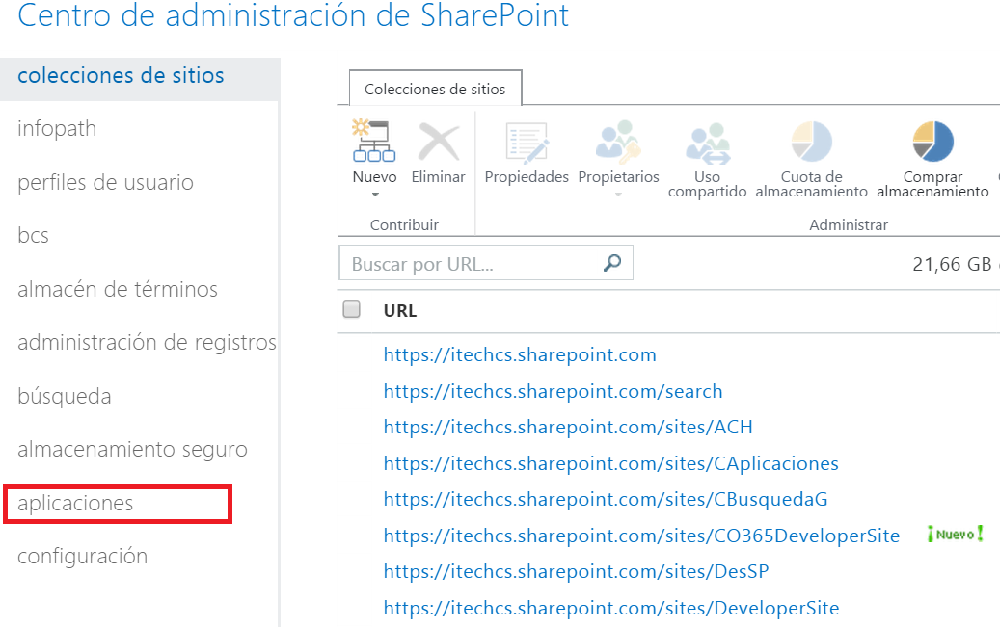 Centro de administración de SharePoint
colecciones de sitios
infopath
perfiles de usuario
bcs
almacén de términos
administración de registros
búsqueda
almacenamiento seguro
aplicaciones
configuración
Colecciones de sitios
Nuevo
Eliminar
Contribuir
Propiedades
Propietarios
Uso
compartido
Cuota de
almacenamiento
Comprar
almacenamiento
Administrar
Buscar por URL...
21,66 GB
URL
https://itechcs.sharepoint.com
https://itechcs.sharepoint.com/search
https://itechcs.sharepoint.com/sites/ACH
https://itechcs.sharepoint.com/sites/CAplicaciones
https://itechcs.sharepoint.com/sites/CBusquedaG
https://itechcs.sharepoint.com/sites/CO365DeveloperSite ¡Nuevo!
https://itechcs.sharepoint.com/sites/DesSP
https://itechcs.sharepoint.com/sites/DeveloperSite